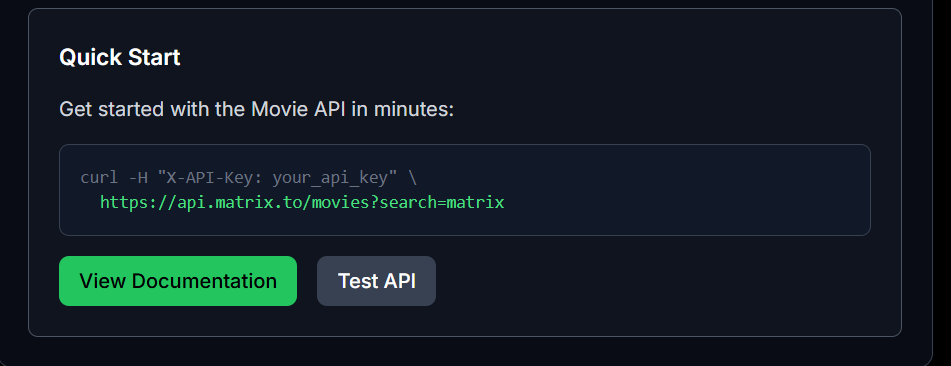 Quick Start
Get started with the Movie API in minutes:
curl -H "X-API-Key: your_api_key" \
https://api.matrix.to/movies?search=matrix
View Documentation
Test API